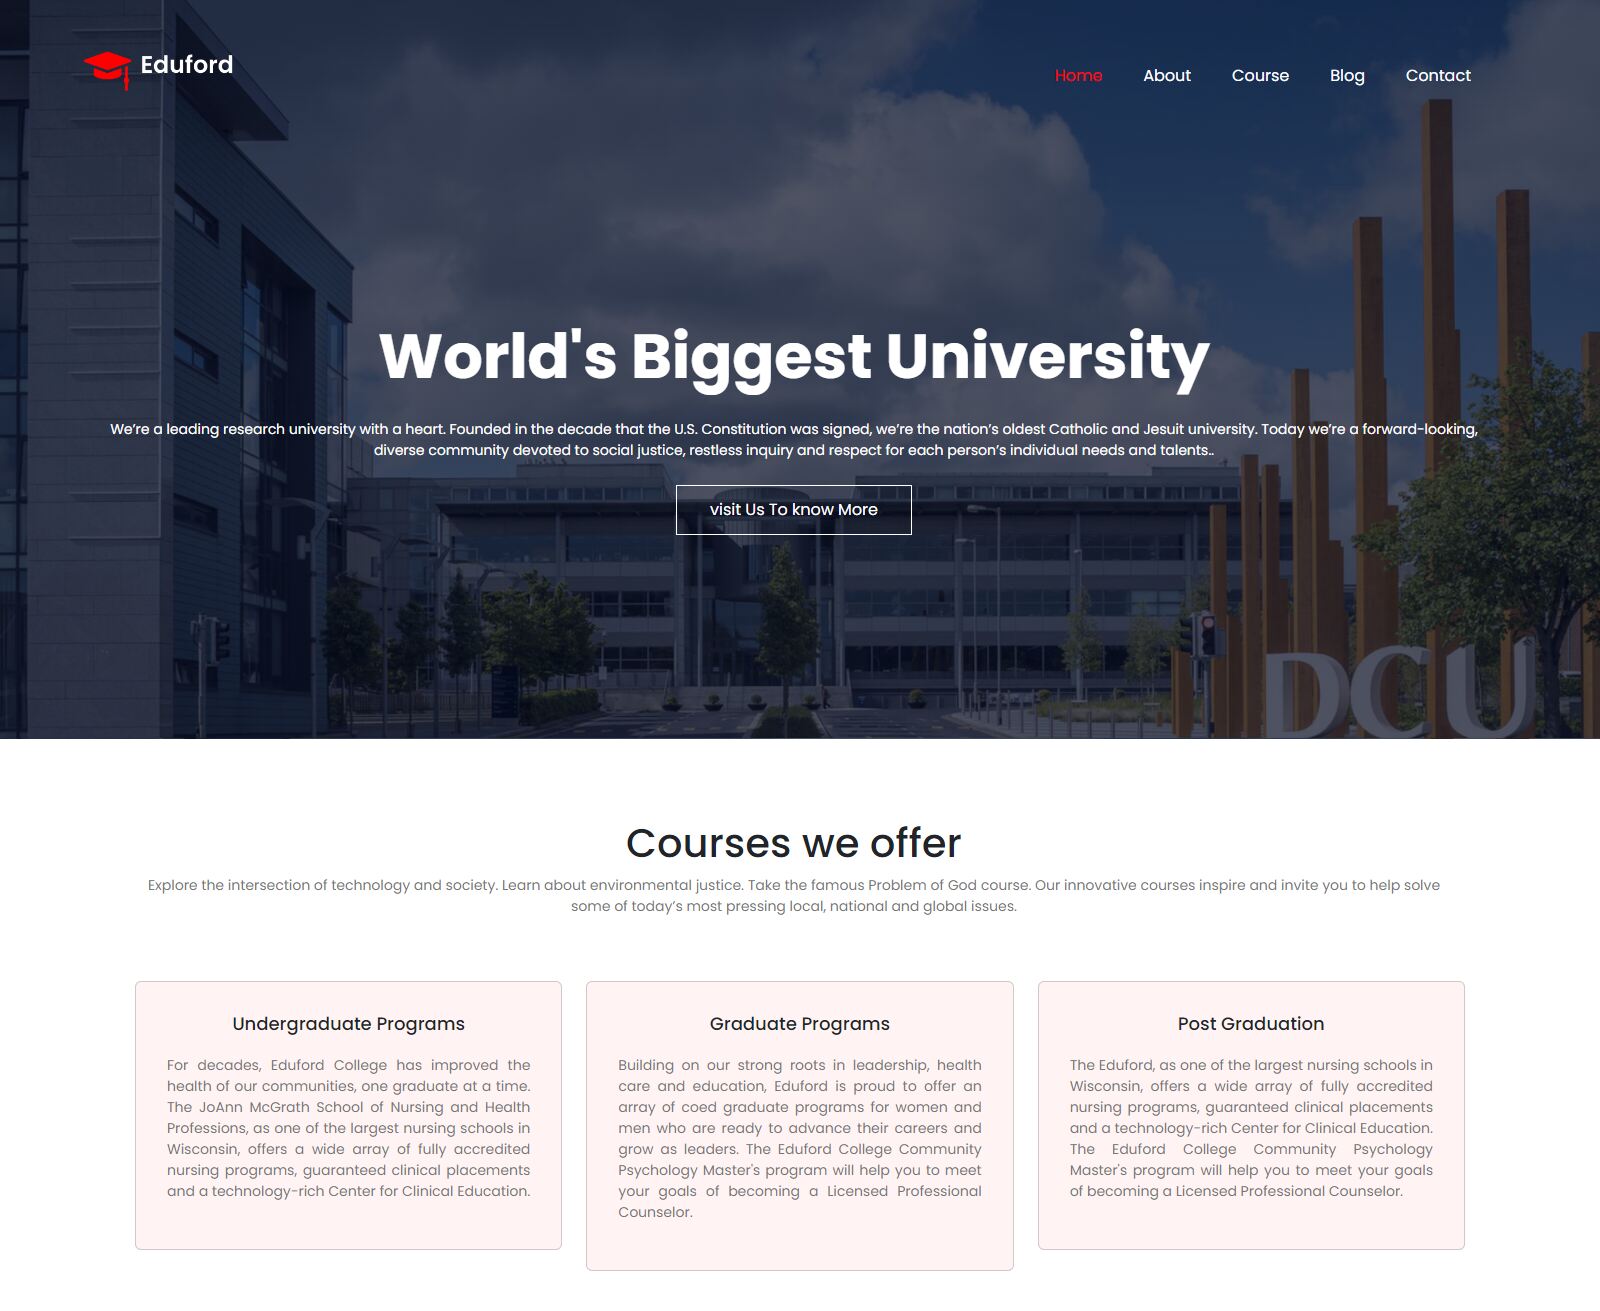 Eduford
Home About Course Blog Contact
World's Biggest University
We’re a leading research university with a heart. Founded in the decade that the U.S. Constitution was signed, we’re the nation’s oldest Catholic and Jesuit university. Today we’re a forward-looking,
diverse community devoted to social justice, restless inquiry and respect for each person’s individual needs and talents..
visit Us To know More
DCU
Courses we offer
Explore the intersection of technology and society. Learn about environmental justice. Take the famous Problem of God course. Our innovative courses inspire and invite you to help solve
some of today’s most pressing local, national and global issues.
Undergraduate Programs
For decades, Eduford College has improved the
health of our communities, one graduate at a time.
The JoAnn McGrath School of Nursing and Health
Professions, as one of the largest nursing schools in
Wisconsin, offers a wide array of fully accredited
nursing programs, guaranteed clinical placements
and a technology-rich Center for Clinical Education.
Graduate Programs
Building on our strong roots in leadership, health
care and education, Eduford is proud to offer an
array of coed graduate programs for women and
men who are ready to advance their careers and
grow as leaders. The Eduford College Community
Psychology Master's program will help you to meet
your goals of becoming a Licensed Professional
Counselor.
Post Graduation
The Eduford, as one of the largest nursing schools in
Wisconsin, offers a wide array of fully accredited
nursing programs, guaranteed clinical placements
and a technology-rich Center for Clinical Education.
The Eduford College Community Psychology
Master's program will help you to meet your goals
of becoming a Licensed Professional Counselor.